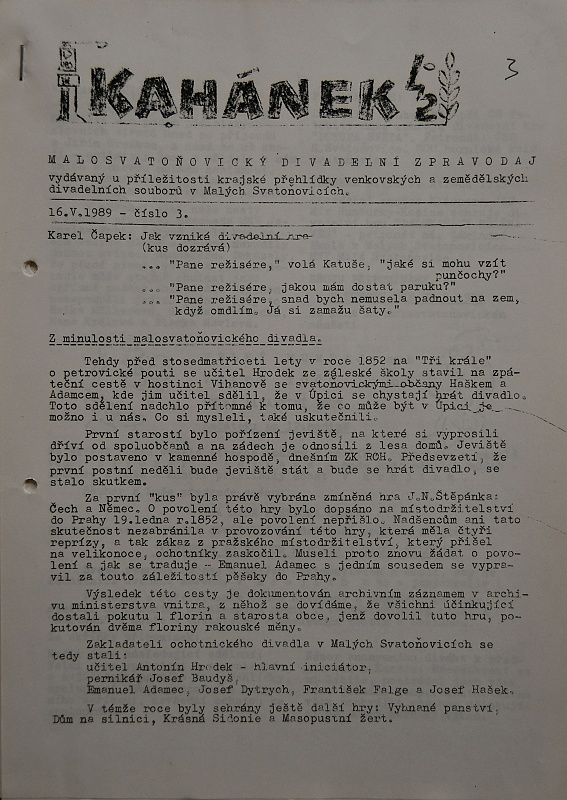 KAHÁNEK
3
MALOSVATOŇOVICKÝ DIVADELNÍ ZPRAVODAJ
vydávaný u příležitosti krajské přehlídky venkovských a zemědělských
divadelních souborů v Malých Svatoňovicích.
16.V.1989 - číslo 3.
Karel Čapek: Jak vzniká divadelní hra
(kus dozrává)
... "Pane režisére," volá Katuše, "jaké si mohu vzít
punčochy?"
... "Pane režisére, jakou mám dostat paruku?"
... "Pane režisére, snad bych nemusela padnout na zem,
když omdlím. Já si zamažu šaty."
Z minulosti malosvatoňovického divadla.
Tehdy před stosedmatřiceti lety v roce 1852 na "Tři krále"
o petrovické pouti se učitel Hrodek ze záleské školy stavil na zpá-
teční cestě v hostinci Vihanově se svatoňovickými občany Haškem a
Adamcem, kde jim učitel sdělil, že v Úpici se chystají hrát divadlo.
Toto sdělení nadchlo přítomné k tomu, že co může být v Úpici je
možno i u nás. Co si mysleli, také uskutečnili.
První starostí bylo pořízení jeviště, na které si vyprosili
dříví od spoluobčanů a na zádech je odnosili z lesa domů. Jeviště
bylo postaveno v kamenné hospodě, dnešním ZK RCH. Předsevzetí, že
první postní neděli bude jeviště stát a bude se hrát divadlo, se
stalo skutkem.
Za první "kus" byla právě vybrána zmíněná hra J.N.Štěpánka:
Čech a Němec. O povolení této hry bylo dopsáno na místodržitelství
do Prahy 19.ledna r.1852, ale povolení nepřišlo. Nadšencům ani tato
skutečnost nezabránila v provozování této hry, která měla čtyři
reprízy, a tak zákaz z pražského místodržitelství, který přišel
na velikonoce, ochotníky zaskočil. Museli proto znovu žádat o povo-
lení a jak se traduje - Emanuel Adamec s jedním sousedem se vypra-
vil za touto záležitostí pěšeky do Prahy.
Výsledek této cesty je dokumentován archivním záznamem v archi-
vu ministerstva vnitra, z něhož se dovídáme, že všichni účinkující
dostali pokutu 1 florin a starosta obce, jenž dovolil tuto hru, po-
kutován dvěma floriny rakouské měny.
Zakladateli ochotnického divadla v Malých Svatoňovicích se
tedy stali:
učitel Antonín Hrodek - hlavní iniciátor,
pernikář Josef Baudyš,
Emanuel Adamec, Josef Dytrych, František Falge a Josef Hašek.
V témže roce byly sehrány ještě další hry: Vyhnané panství,
Dům na silnici, Krásná Sidonie a Masopustní žert.